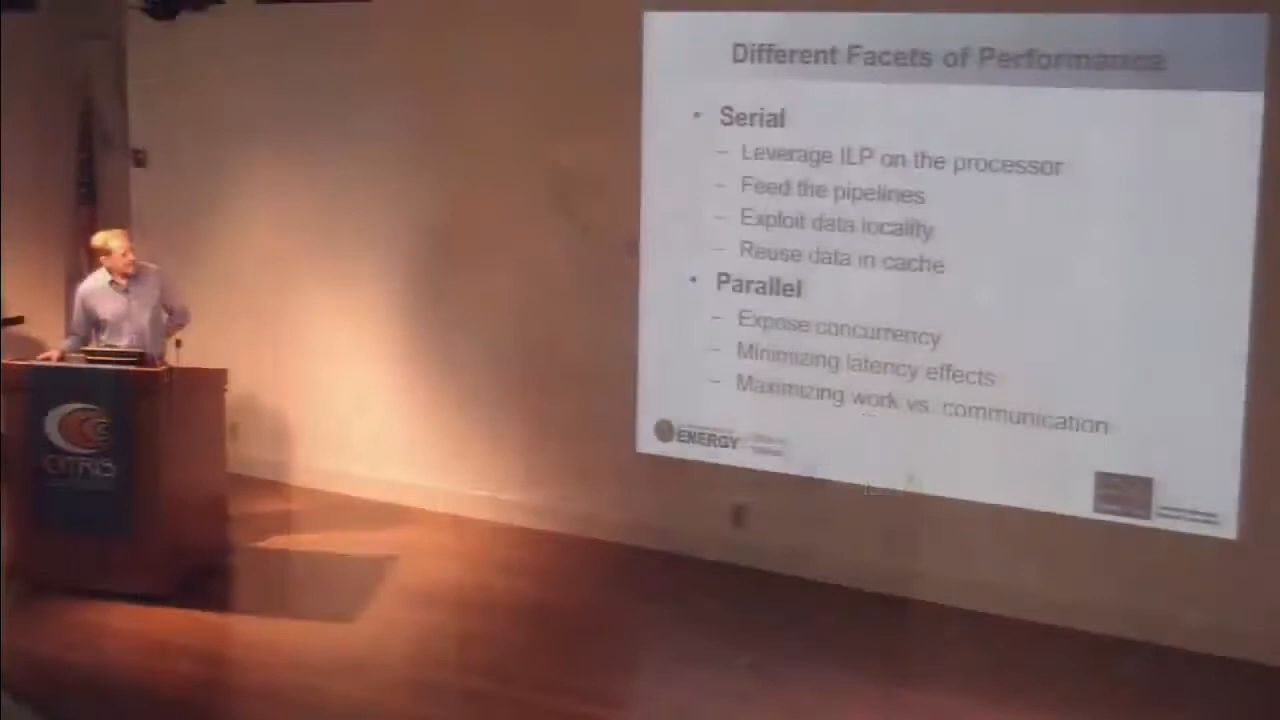 Different Facets of Performance
• Serial
– Leverage ILP on the processor
– Feed the pipelines
– Exploit data locality
– Reuse data in cache
• Parallel
– Expose concurrency
– Minimizing latency effects
– Maximizing work vs. communication
ENERGY
CITRIS